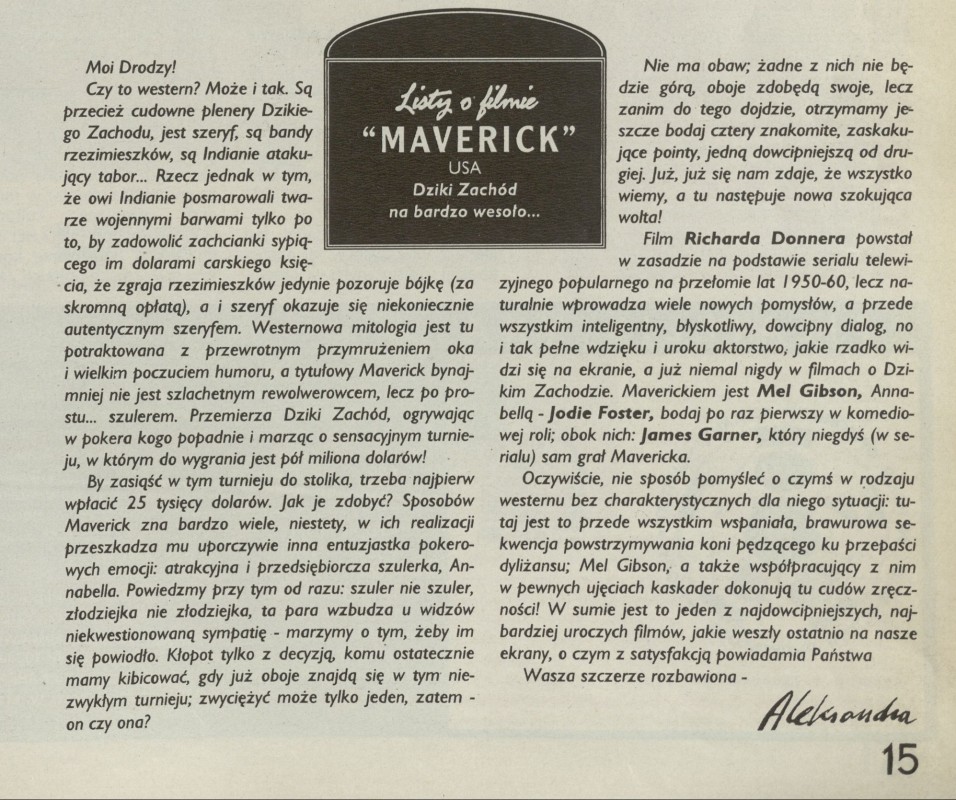 Listy o filmie
“MAVERICK”
USA
Dziki Zachód
na bardzo wesoło...
Moi Drodzy!
Czy to western? Może i tak. Są
przecież cudowne plenery Dzikie-
go Zachodu, jest szeryf, są bandy
rzezimieszków, są Indianie ataku-
jący tabor... Rzecz jednak w tym,
że owi Indianie posmarowali twa-
rze wojennymi barwami tylko po
to, by zadowolić zachcianki sypią-
cego im dolarami carskiego księ-
cia, że zgraja rzezimieszków jedynie pozoruje bójkę (za
skromną opłatą), a i szeryf okazuje się niekoniecznie
autentycznym szeryfem. Westernowa mitologia jest tu
potraktowana z przewrotnym przymrużeniem oka
i wielkim poczuciem humoru, a tytułowy Maverick bynaj-
mniej nie jest szlachetnym rewolwerowcem, lecz po pro-
stu... szulerem. Przemierza Dziki Zachód, ogrywając
w pokera kogo popadnie i marząc o sensacyjnym turnie-
ju, w którym do wygrania jest pół miliona dolarów!
By zasiąść w tym turnieju do stolika, trzeba najpierw
wpłacić 25 tysięcy dolarów. Jak je zdobyć? Sposobów
Maverick zna bardzo wiele, niestety, w ich realizacji
przeszkadza mu uporczywie inna entuzjastka pokero-
wych emocji: atrakcyjna i przedsiębiorcza szulerka, An-
nabella. Powiedzmy przy tym od razu: szuler nie szuler,
złodziejka nie złodziejka, ta para wzbudza u widzów
niekwestionowaną sympatię - marzymy o tym, żeby im
się powiodło. Kłopot tylko z decyzją, komu ostatecznie
mamy kibicować, gdy już oboje znajdą się w tym nie-
zwykłym turnieju; zwyciężyć może tylko jeden, zatem -
on czy ona?
Nie ma obaw; żadne z nich nie bę-
dzie górą, oboje zdobędą swoje, lecz
zanim do tego dojdzie, otrzymamy je-
szcze bodaj cztery znakomite, zaskaku-
jące pointy, jedną dowcipniejszą od dru-
giej. Już, już się nam zdaje, że wszystko
wiemy, a tu następuje nowa szokująca
wolta!
Film Richarda Donnera powstał
w zasadzie na podstawie serialu telewi-
zyjnego popularnego na przełomie lat 1950-60, lecz na-
turalnie wprowadza wiele nowych pomysłów, a przede
wszystkim inteligentny, błyskotliwy, dowcipny dialog, no
i tak pełne wdzięku i uroku aktorstwo, jakie rzadko wi-
dzi się na ekranie, a już niemal nigdy w filmach o Dzi-
kim Zachodzie. Maverickiem jest Mel Gibson, Anna-
bellą - Jodie Foster, bodaj po raz pierwszy w komedio-
wej roli; obok nich: James Garner, który niegdyś (w se-
rialu) sam grał Mavericka.
Oczywiście, nie sposób pomyśleć o czymś w rodzaju
westernu bez charakterystycznych dla niego sytuacji: tu-
taj jest to przede wszystkim wspaniała, brawurowa se-
kwencja powstrzymywania koni pędzącego ku przepaści
dyliżansu; Mel Gibson, a także współpracujący z nim
w pewnych ujęciach kaskader dokonują tu cudów zręcz-
ności! W sumie jest to jeden z najdowcipniejszych, naj-
bardziej uroczych filmów, jakie weszły ostatnio na nasze
ekrany, o czym z satysfakcją powiadamia Państwa
Wasza szczerze rozbawiona -
Aleksandra
15